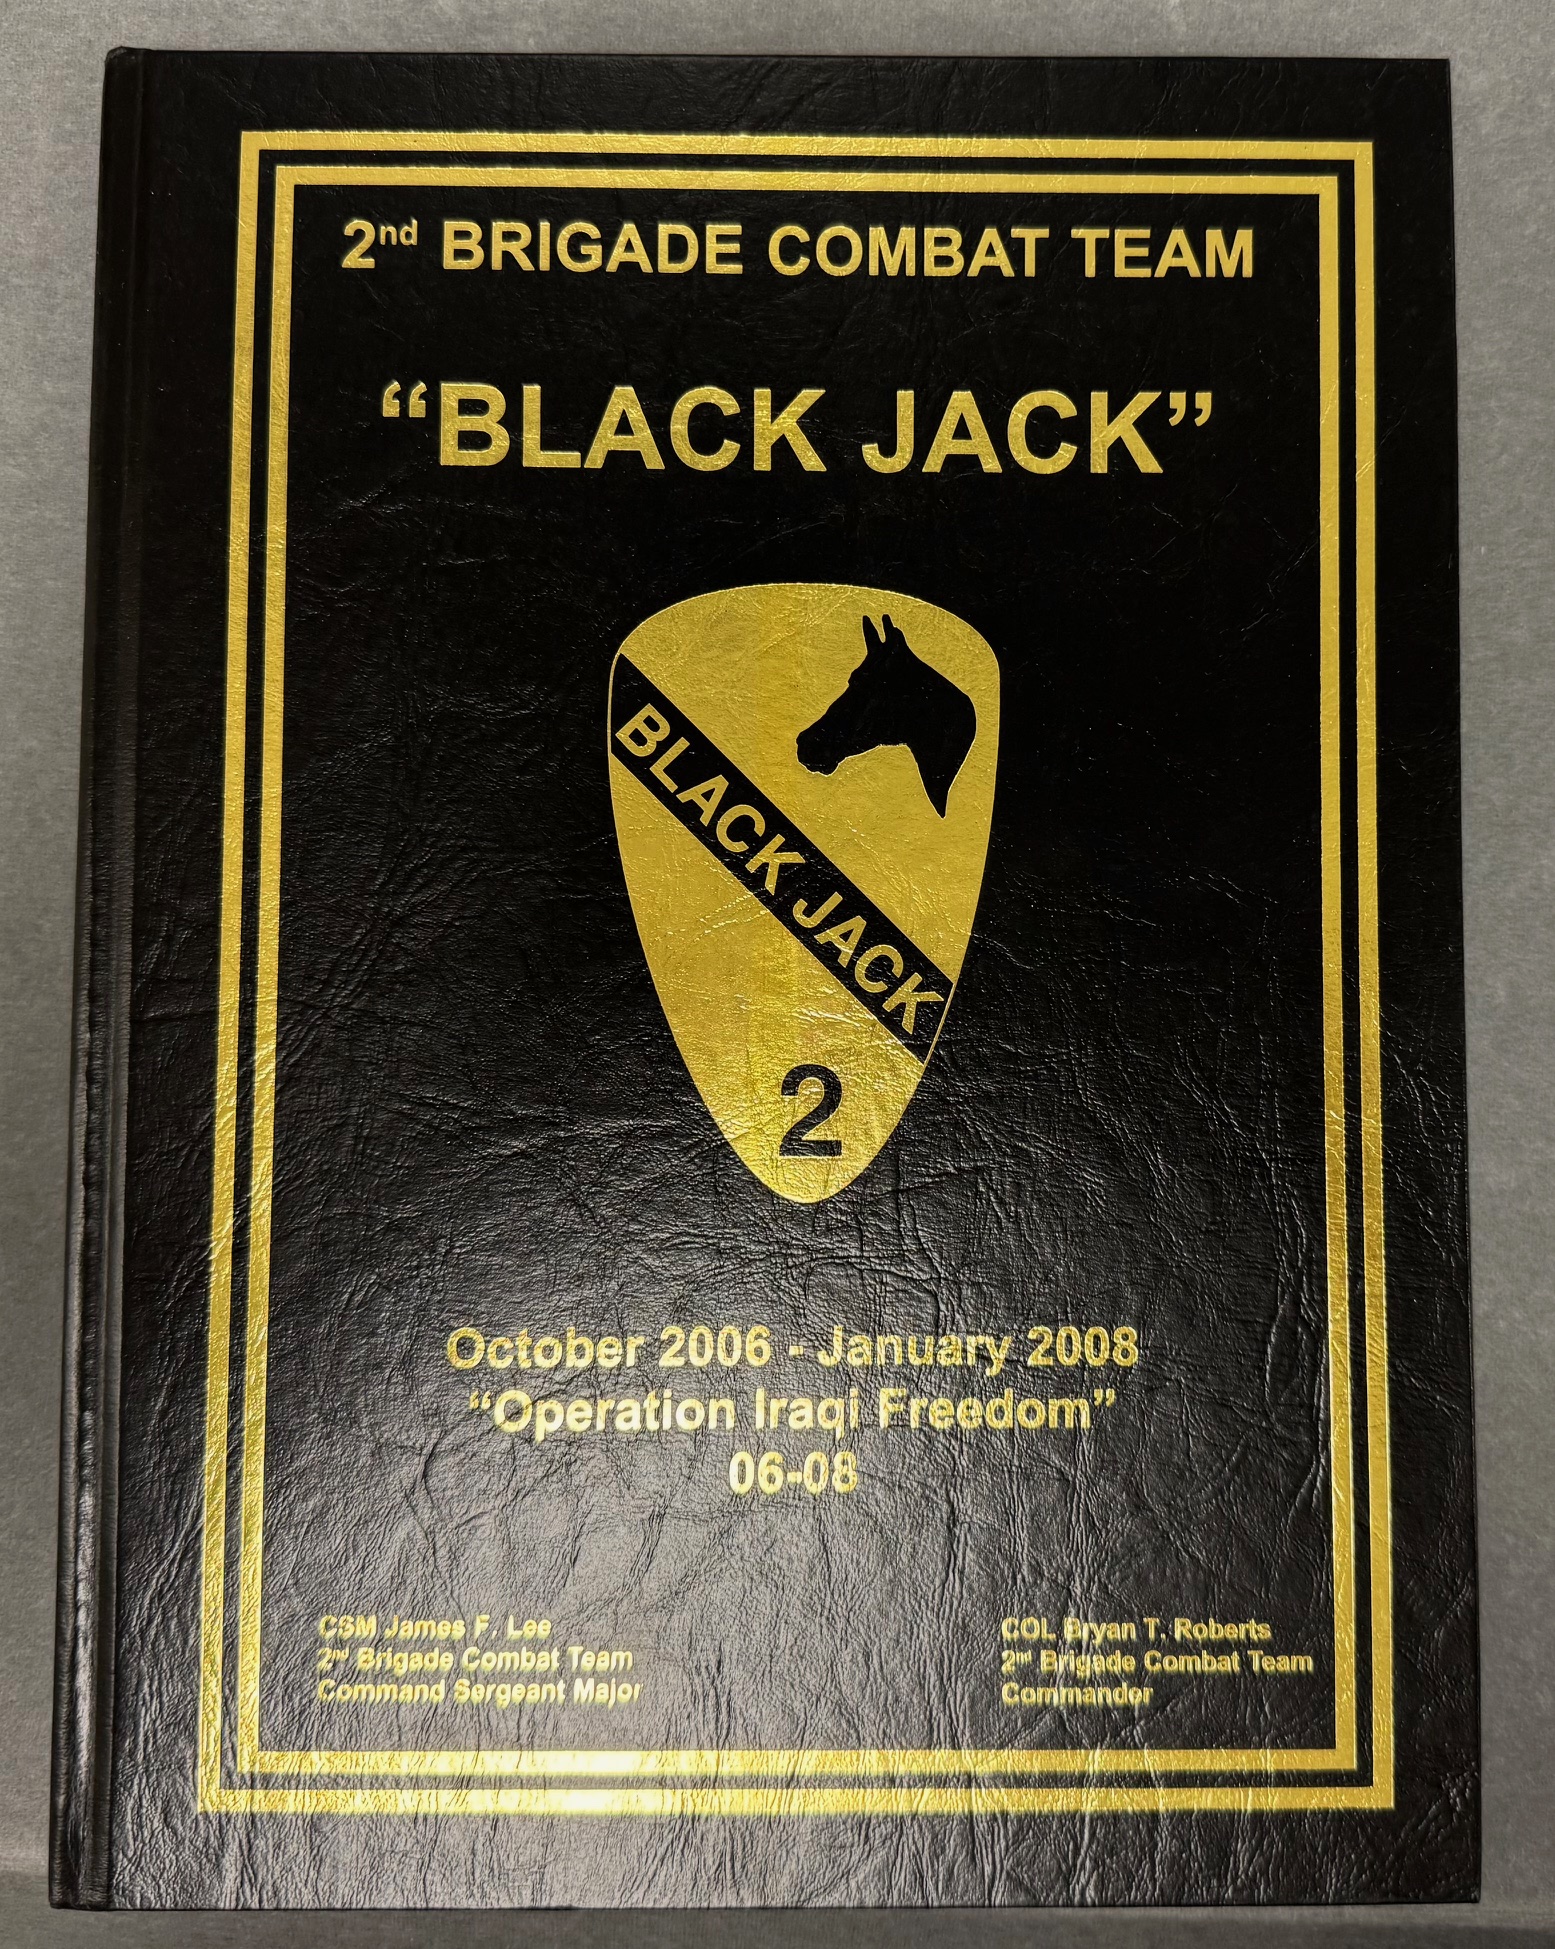 2nd BRIGADE COMBAT TEAM
“BLACK JACK”
BLACK JACK
2
October 2006 - January 2008
“Operation Iraqi Freedom”
06-08
CSM James F. Lee
2nd Brigade Combat Team
Command Sergeant Major
COL Bryan T. Roberts
2nd Brigade Combat Team
Commander